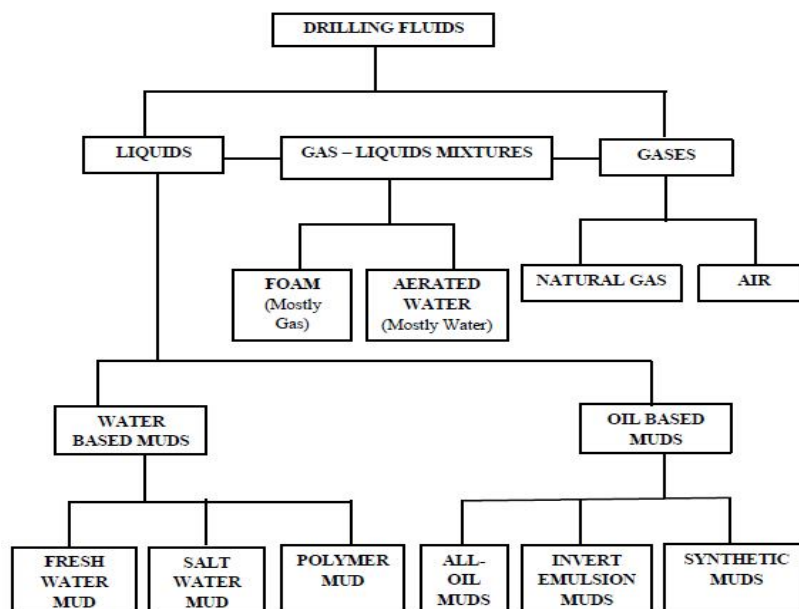 DRILLING FLUIDS
LIQUIDS
GAS – LIQUIDS MIXTURES
GASES
FOAM
(Mostly
Gas)
AERATED
WATER
(Mostly Water)
NATURAL GAS
AIR
WATER
BASED MUDS
OIL BASED
MUDS
FRESH
WATER
MUD
SALT
WATER
MUD
POLYMER
MUD
ALL-
OIL
MUDS
INVERT
EMULSION
MUDS
SYNTHETIC
MUDS